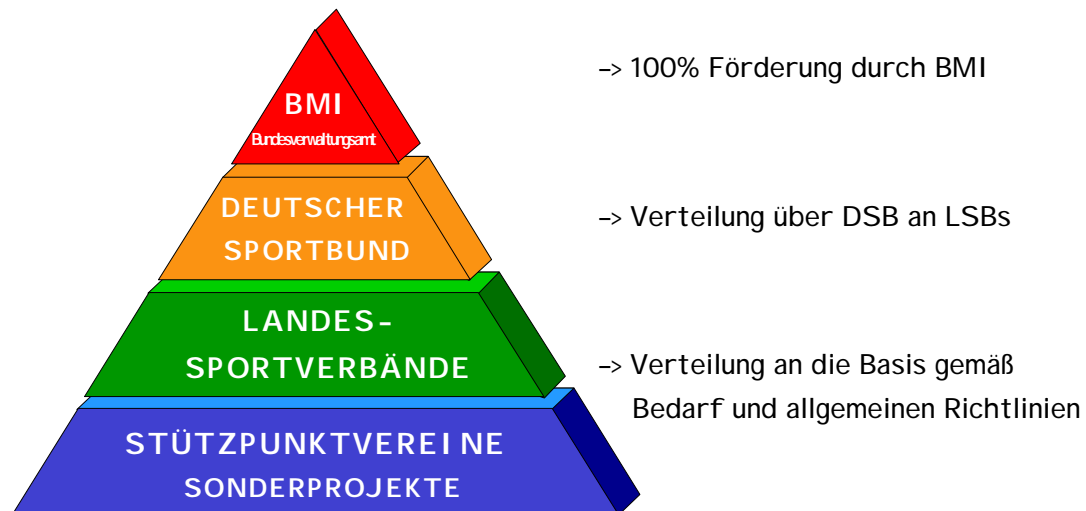 BMI
Bundesverwaltungsamt
-> 100% Förderung durch BMI
DEUTSCHER
SPORTBUND
-> Verteilung über DSB an LSBs
LANDES-
SPORTVERBÄNDE
-> Verteilung an die Basis gemäß
Bedarf und allgemeinen Richtlinien
STÜTZPUNKTVEREINE
SONDERPROJEKTE